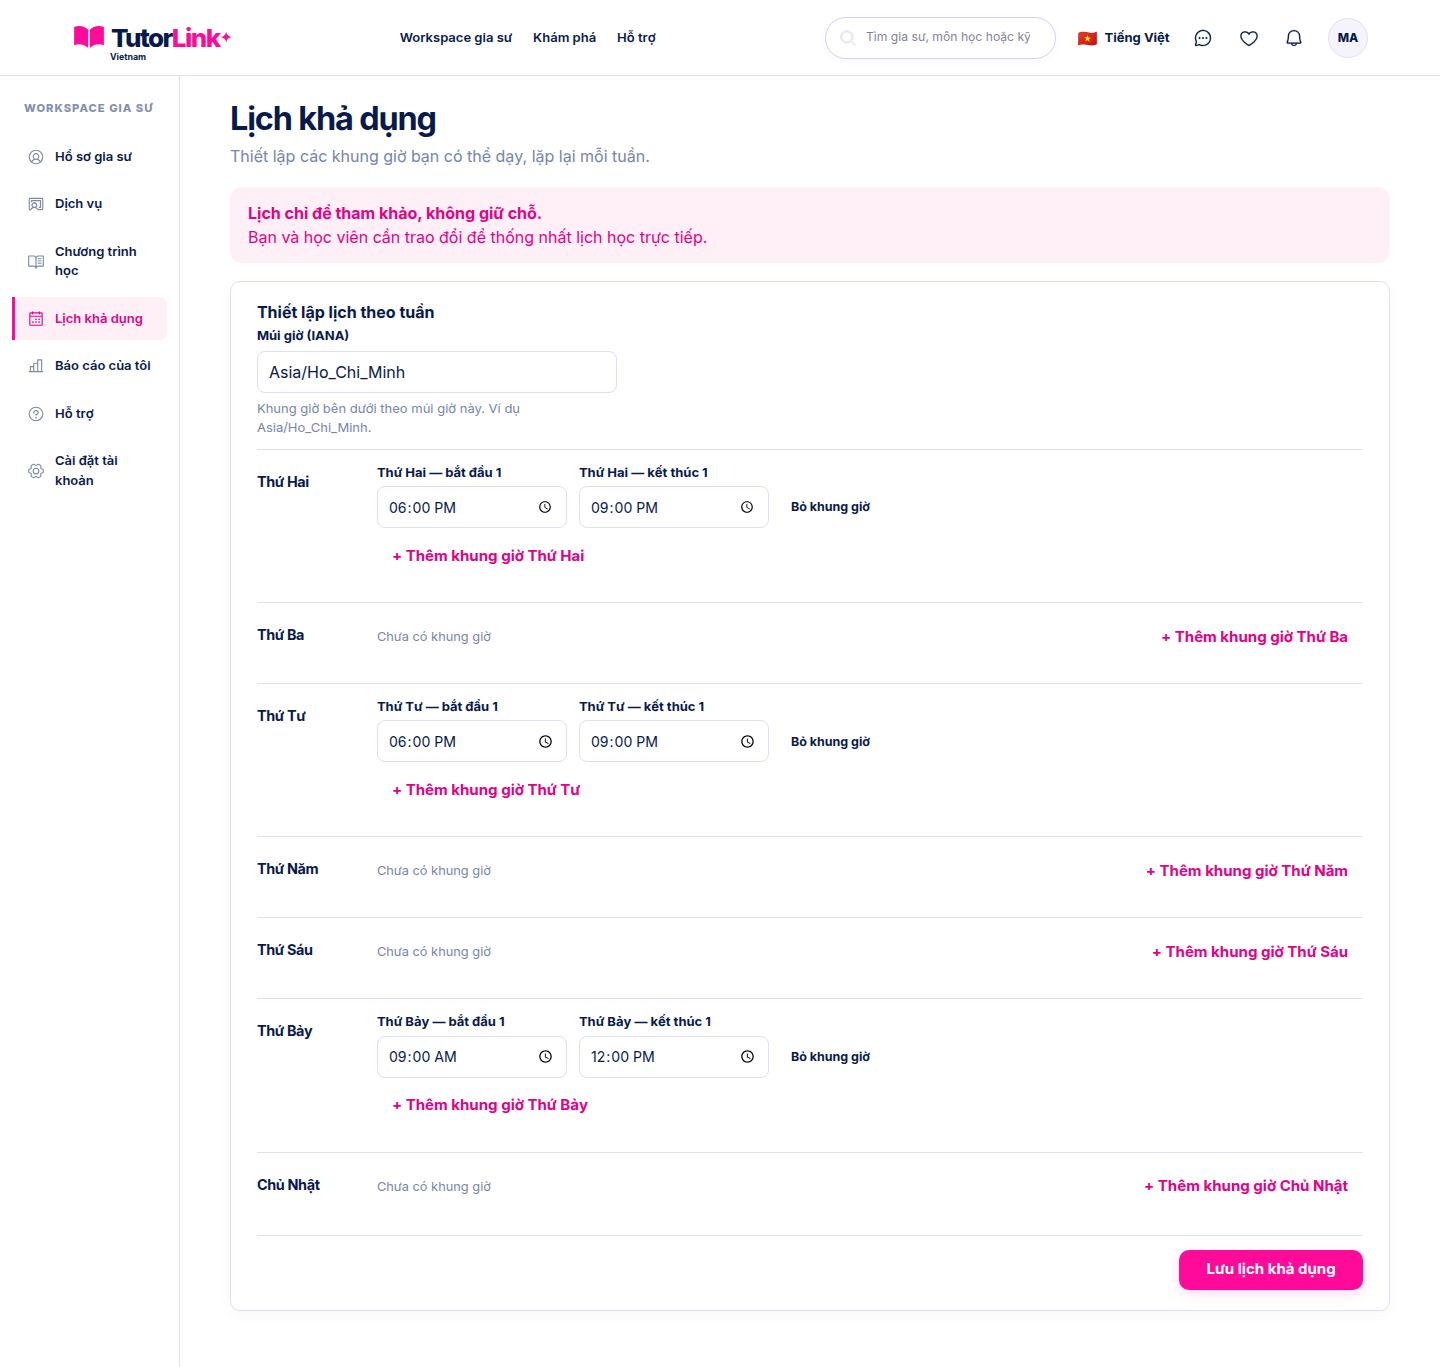 TutorLink
Vietnam
Workspace gia sư
Khám phá
Hỗ trợ
Tìm gia sư, môn học hoặc kỹ
Tiếng Việt
MA
WORKSPACE GIA SƯ
Hồ sơ gia sư
Dịch vụ
Chương trình
học
Lịch khả dụng
Báo cáo của tôi
Hỗ trợ
Cài đặt tài
khoản
Lịch khả dụng
Thiết lập các khung giờ bạn có thể dạy, lặp lại mỗi tuần.
Lịch chỉ để tham khảo, không giữ chỗ.
Bạn và học viên cần trao đổi để thống nhất lịch học trực tiếp.
Thiết lập lịch theo tuần
Múi giờ (IANA)
Asia/Ho_Chi_Minh
Khung giờ bên dưới theo múi giờ này. Ví dụ
Asia/Ho_Chi_Minh.
Thứ Hai
Thứ Hai — bắt đầu 1
Thứ Hai — kết thúc 1
06:00 PM
09:00 PM
Bỏ khung giờ
+ Thêm khung giờ Thứ Hai
Thứ Ba
Chưa có khung giờ
+ Thêm khung giờ Thứ Ba
Thứ Tư
Thứ Tư — bắt đầu 1
Thứ Tư — kết thúc 1
06:00 PM
09:00 PM
Bỏ khung giờ
+ Thêm khung giờ Thứ Tư
Thứ Năm
Chưa có khung giờ
+ Thêm khung giờ Thứ Năm
Thứ Sáu
Chưa có khung giờ
+ Thêm khung giờ Thứ Sáu
Thứ Bảy
Thứ Bảy — bắt đầu 1
Thứ Bảy — kết thúc 1
09:00 AM
12:00 PM
Bỏ khung giờ
+ Thêm khung giờ Thứ Bảy
Chủ Nhật
Chưa có khung giờ
+ Thêm khung giờ Chủ Nhật
Lưu lịch khả dụng